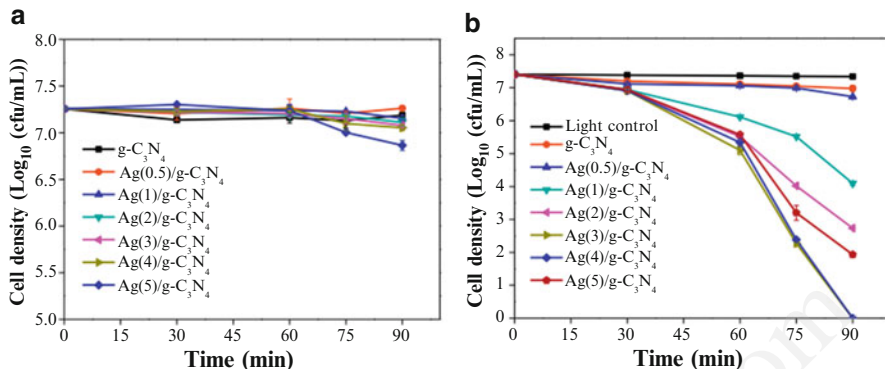 a
8.0
7.5
7.0
6.5
6.0
5.5
5.0
0 15 30 45 60 75 90
Cell density (Log10 (cfu/mL))
Time (min)
g-C3N4
Ag(0.5)/g-C3N4
Ag(1)/g-C3N4
Ag(2)/g-C3N4
Ag(3)/g-C3N4
Ag(4)/g-C3N4
Ag(5)/g-C3N4
b
8
7
6
5
4
3
2
1
0
0 15 30 45 60 75 90
Cell density (Log10 (cfu/mL))
Time (min)
Light control
g-C3N4
Ag(0.5)/g-C3N4
Ag(1)/g-C3N4
Ag(2)/g-C3N4
Ag(3)/g-C3N4
Ag(4)/g-C3N4
Ag(5)/g-C3N4